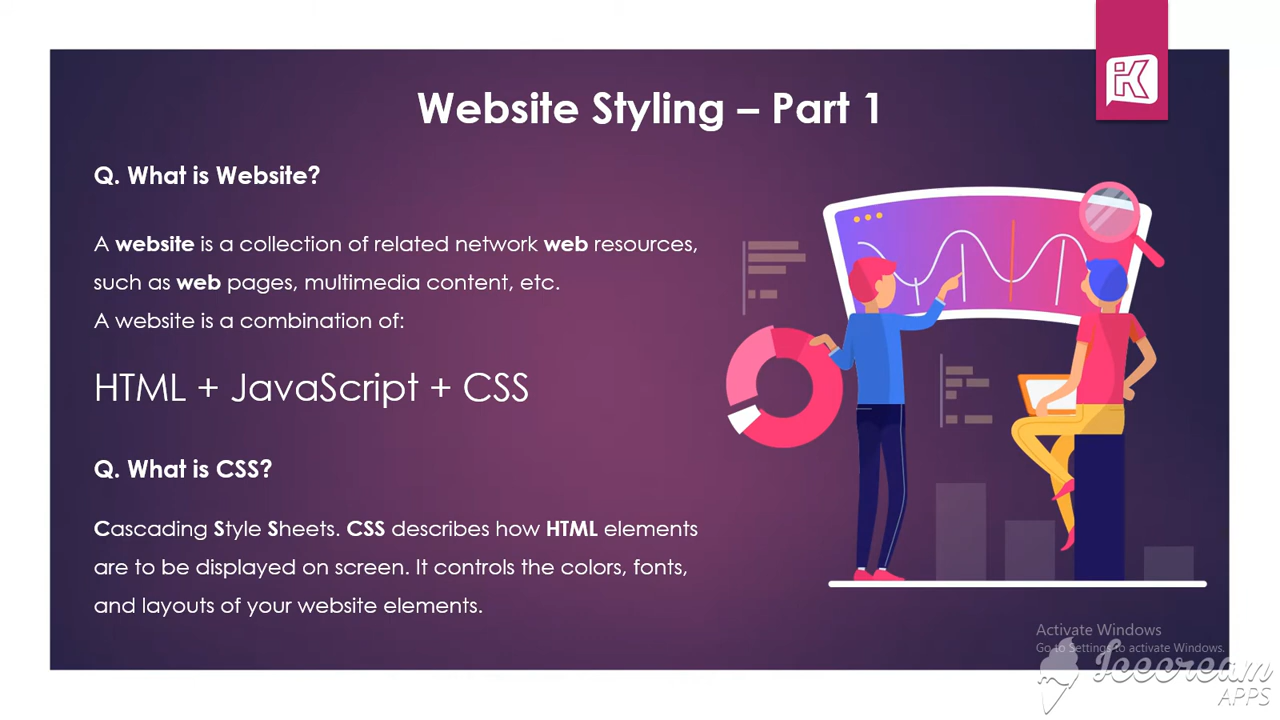 Website Styling – Part 1
Q. What is Website?
A website is a collection of related network web resources,
such as web pages, multimedia content, etc.
A website is a combination of:
HTML + JavaScript + CSS
Q. What is CSS?
Cascading Style Sheets. CSS describes how HTML elements
are to be displayed on screen. It controls the colors, fonts,
and layouts of your website elements.
iK
Activate Windows
Go to Settings to activate Windows.
Icecream
APPS